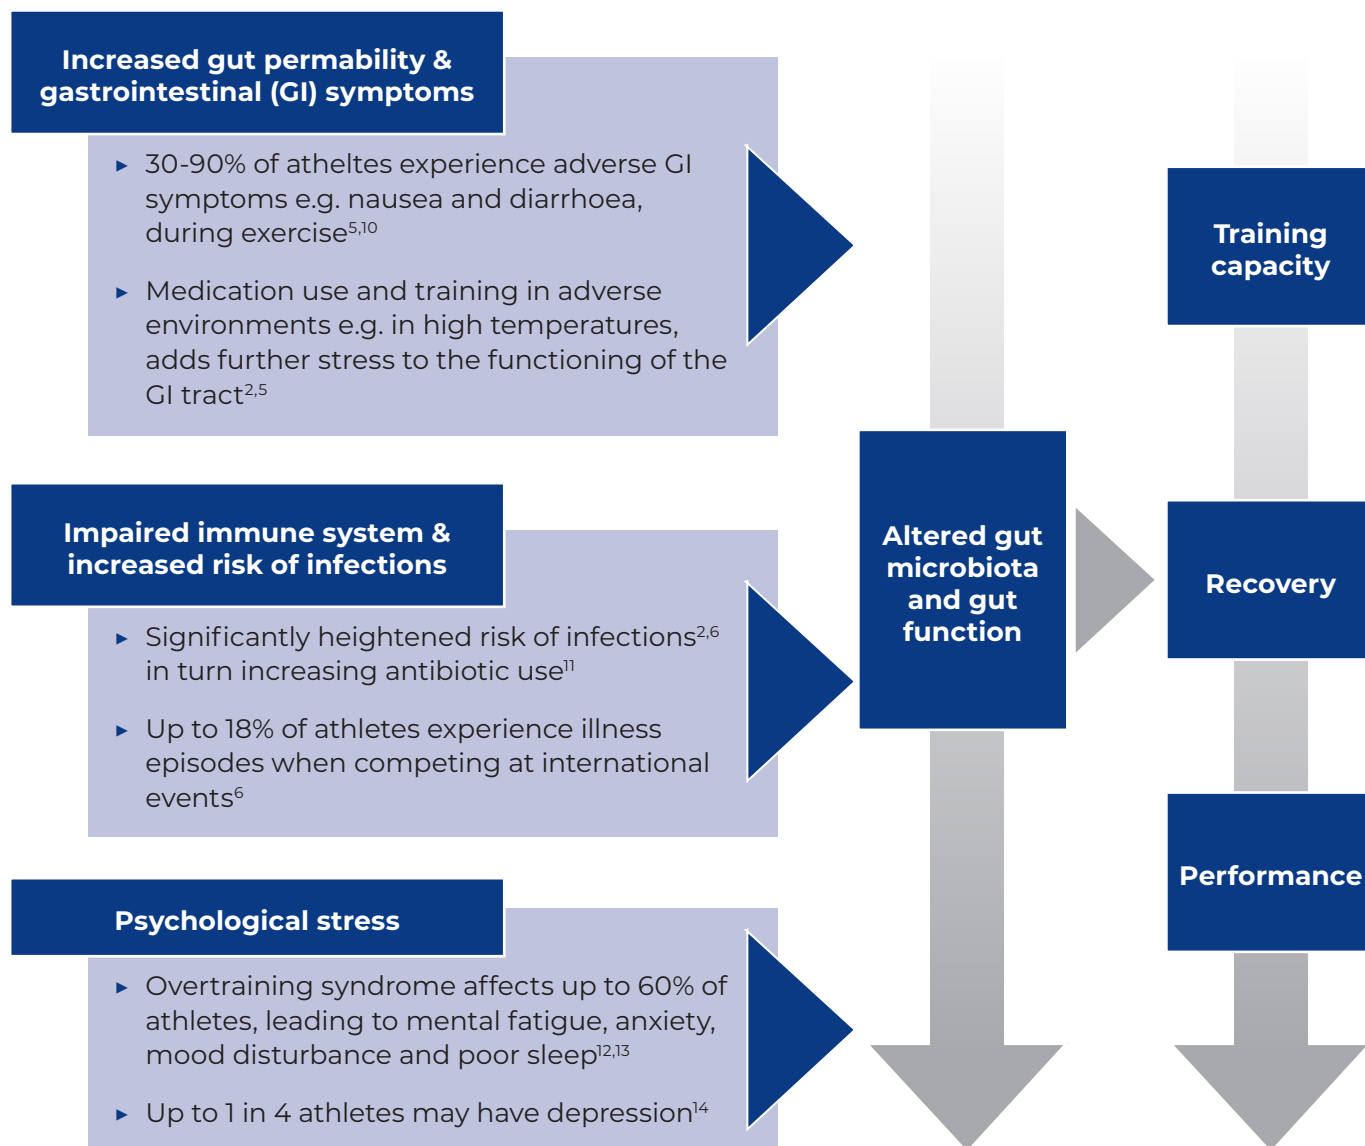 Increased gut permability &
gastrointestinal (GI) symptoms
▸ 30-90% of atheltes experience adverse GI
symptoms e.g. nausea and diarrhoea,
during exercise5,10
▸ Medication use and training in adverse
environments e.g. in high temperatures,
adds further stress to the functioning of the
GI tract2,5
Impaired immune system &
increased risk of infections
▸ Significantly heightened risk of infections2,6
in turn increasing antibiotic use11
▸ Up to 18% of athletes experience illness
episodes when competing at international
events6
Psychological stress
▸ Overtraining syndrome affects up to 60% of
athletes, leading to mental fatigue, anxiety,
mood disturbance and poor sleep12,13
▸ Up to 1 in 4 athletes may have depression14
Altered gut
microbiota
and gut
function
Training
capacity
Recovery
Performance